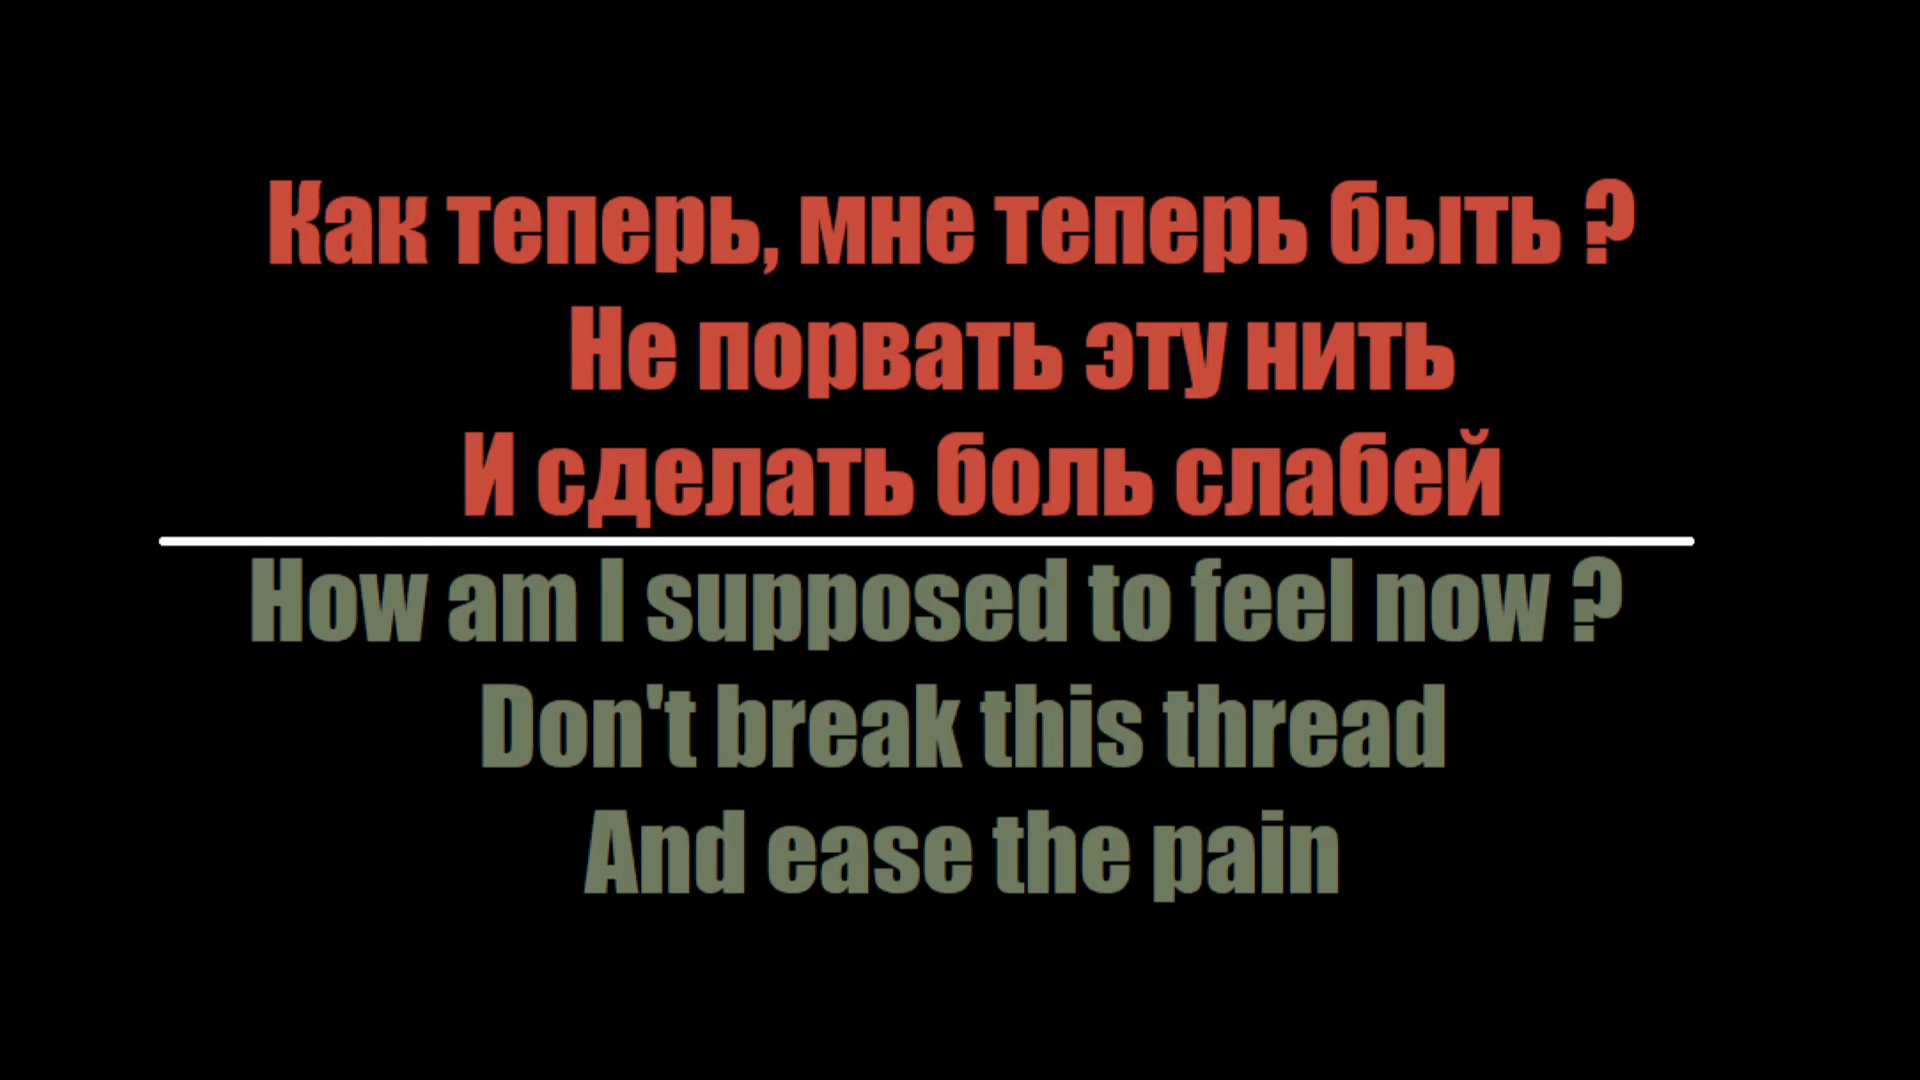 Как теперь, мне теперь быть ?
Не порвать эту нить
И сделать боль слабей
How am I supposed to feel now ?
Don't break this thread
And ease the pain